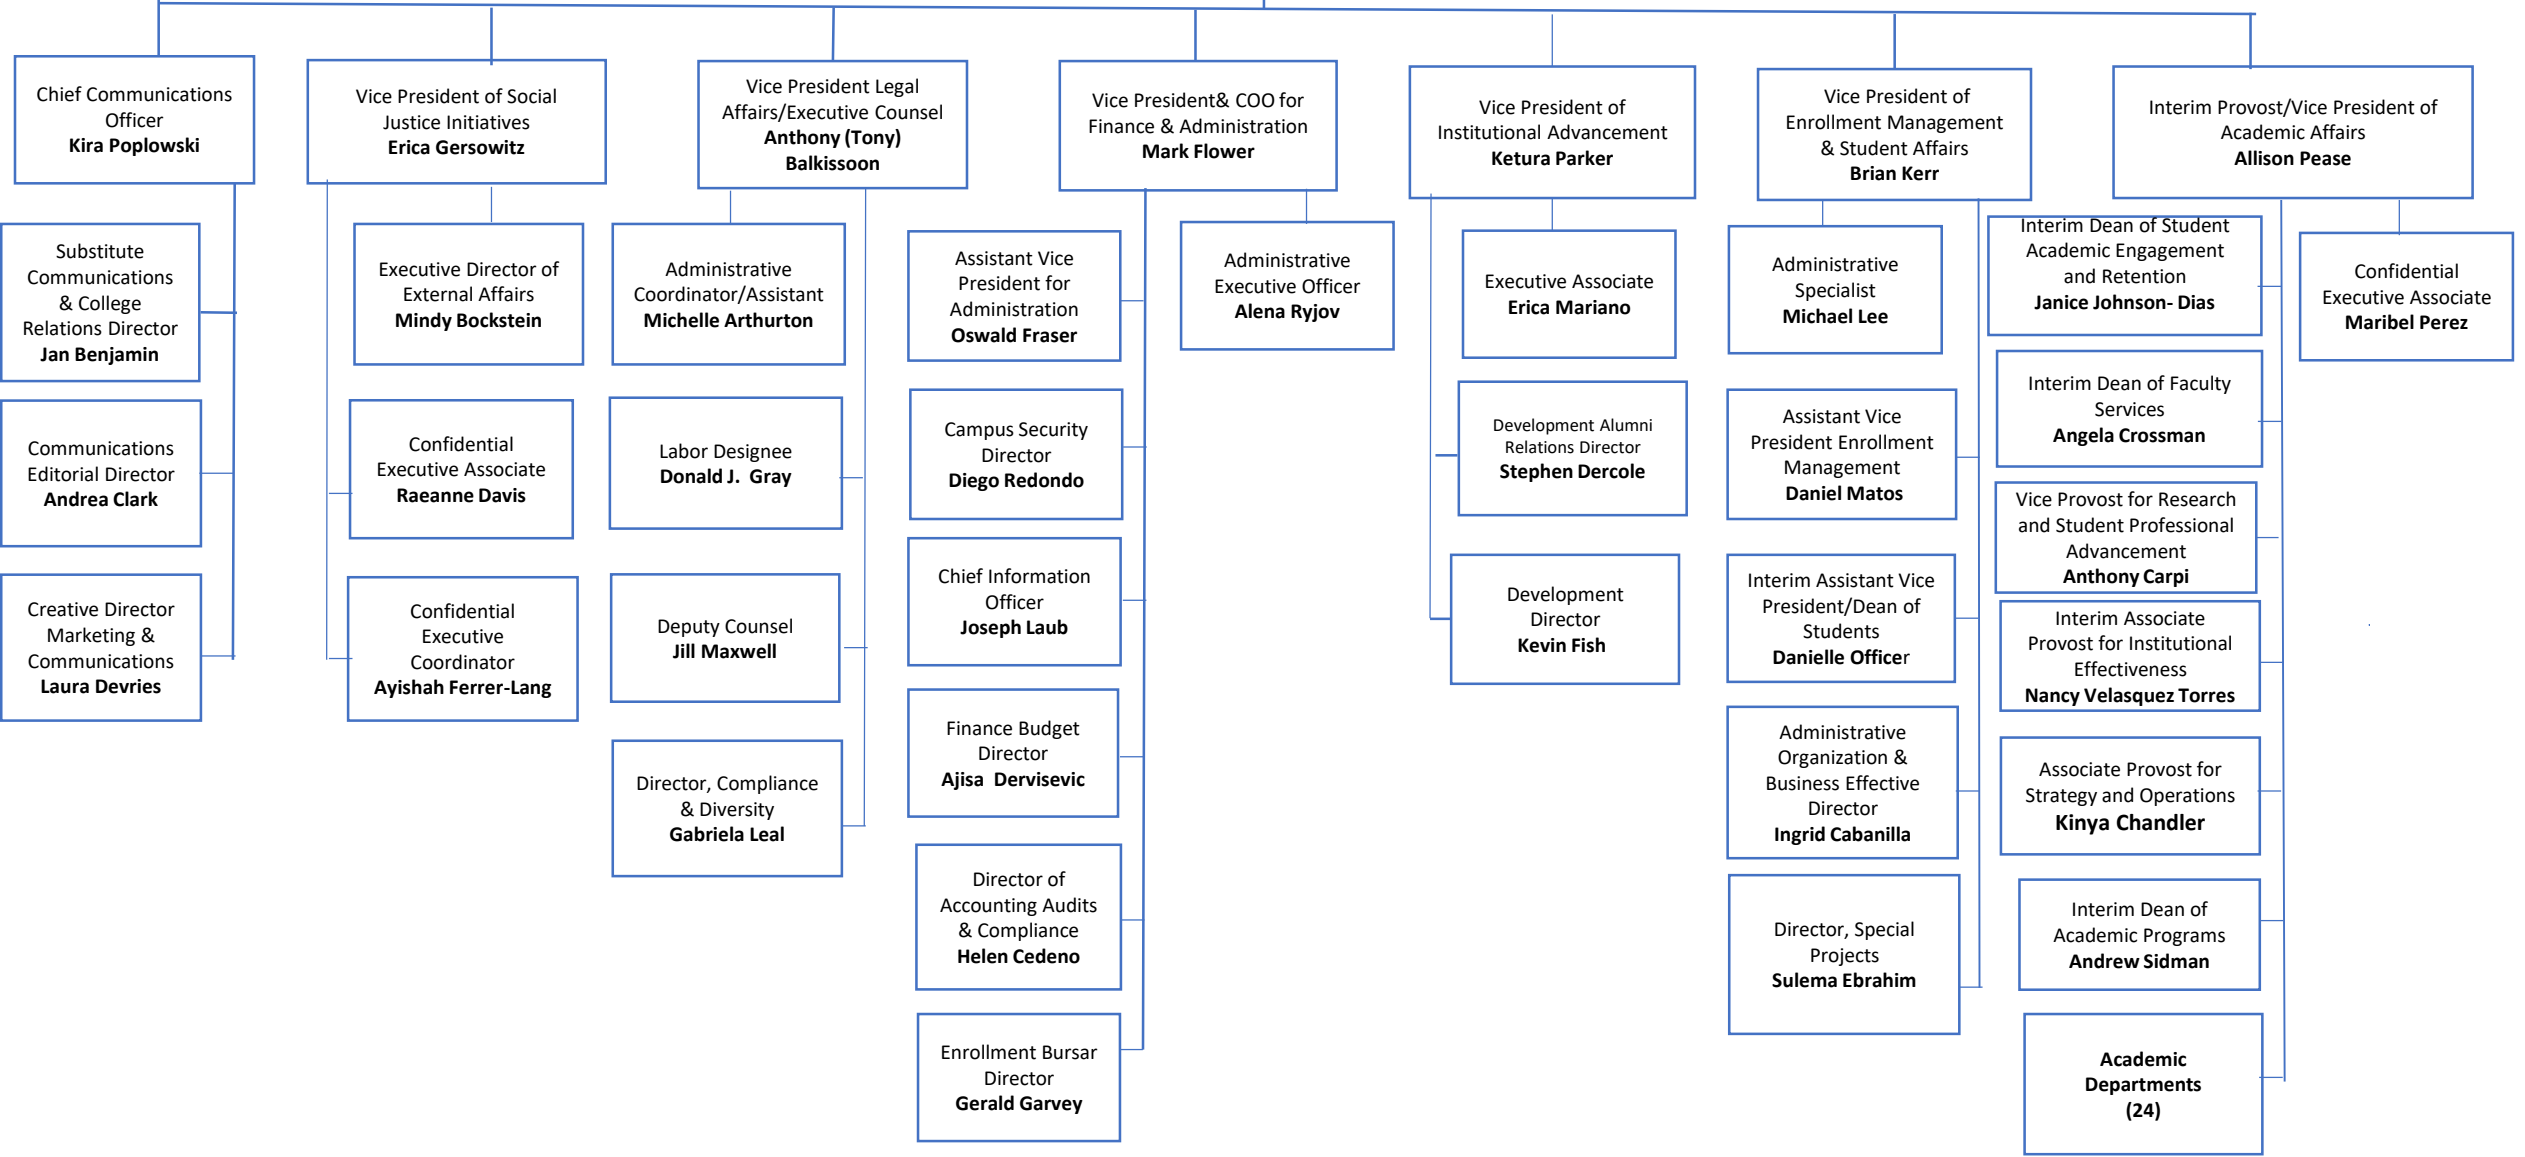 Chief Communications
Officer
Kira Poplowski
Vice President of Social
Justice Initiatives
Erica Gersowitz
Vice President Legal
Affairs/Executive Counsel
Anthony (Tony)
Balkissoon
Vice President& COO for
Finance & Administration
Mark Flower
Vice President of
Institutional Advancement
Ketura Parker
Vice President of
Enrollment Management
& Student Affairs
Brian Kerr
Interim Provost/Vice President of
Academic Affairs
Allison Pease
Substitute
Communications
& College
Relations Director
Jan Benjamin
Communications
Editorial Director
Andrea Clark
Creative Director
Marketing &
Communications
Laura Devries
Executive Director of
External Affairs
Mindy Bockstein
Confidential
Executive Associate
Raeanne Davis
Confidential
Executive
Coordinator
Ayishah Ferrer-Lang
Administrative
Coordinator/Assistant
Michelle Arthurton
Labor Designee
Donald J. Gray
Deputy Counsel
Jill Maxwell
Director, Compliance
& Diversity
Gabriela Leal
Assistant Vice
President for
Administration
Oswald Fraser
Campus Security
Director
Diego Redondo
Chief Information
Officer
Joseph Laub
Finance Budget
Director
Ajisa Dervisevic
Director of
Accounting Audits
& Compliance
Helen Cedeno
Enrollment Bursar
Director
Gerald Garvey
Administrative
Executive Officer
Alena Ryjov
Executive Associate
Erica Mariano
Development Alumni
Relations Director
Stephen Dercole
Development
Director
Kevin Fish
Administrative
Specialist
Michael Lee
Assistant Vice
President Enrollment
Management
Daniel Matos
Interim Assistant Vice
President/Dean of
Students
Danielle Officer
Administrative
Organization &
Business Effective
Director
Ingrid Cabanilla
Director, Special
Projects
Sulema Ebrahim
Interim Dean of Student
Academic Engagement
and Retention
Janice Johnson- Dias
Interim Dean of Faculty
Services
Angela Crossman
Vice Provost for Research
and Student Professional
Advancement
Anthony Carpi
Interim Associate
Provost for Institutional
Effectiveness
Nancy Velasquez Torres
Associate Provost for
Strategy and Operations
Kinya Chandler
Interim Dean of
Academic Programs
Andrew Sidman
Academic
Departments
(24)
Confidential
Executive Associate
Maribel Perez